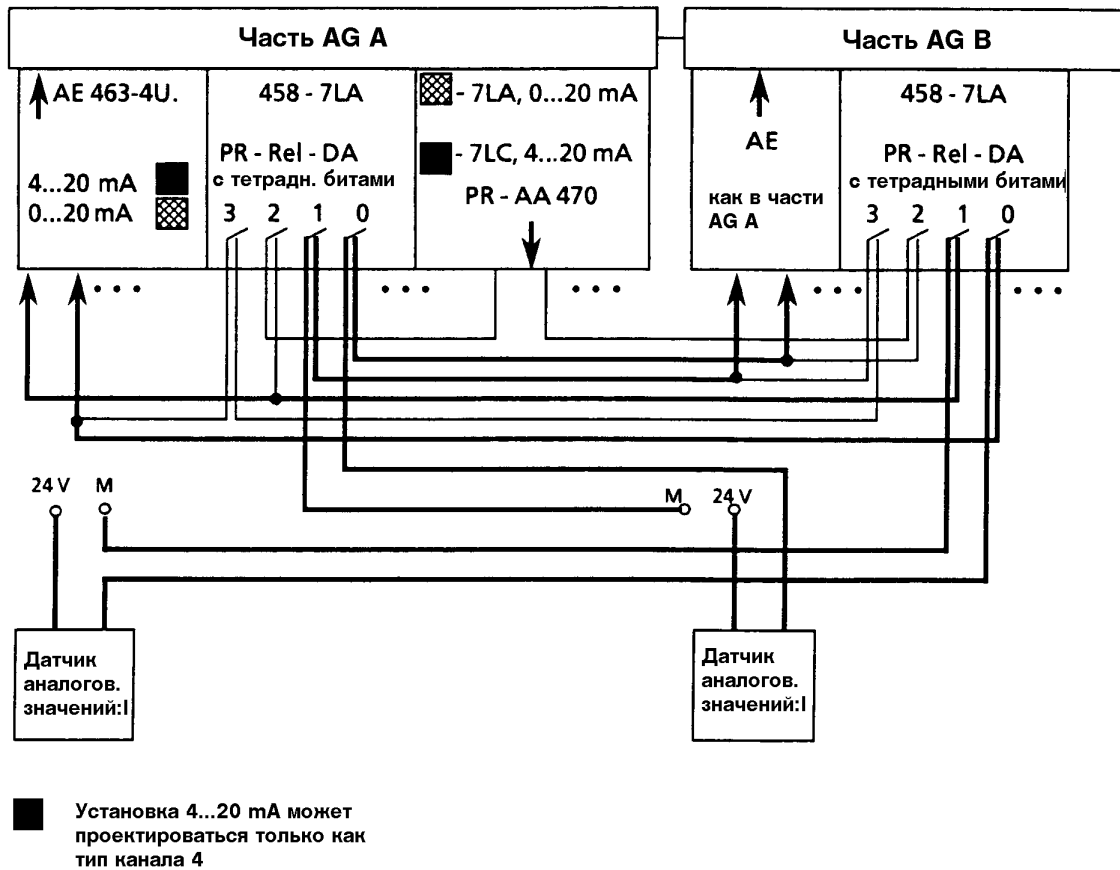 Часть AG A
Часть AG B
AE 463-4U.
4...20 mA
0...20 mA
458 - 7LA
PR - Rel - DA
с тетрадн. битами
3 2 1 0
- 7LA, 0...20 mA
- 7LC, 4...20 mA
PR - AA 470
AE
как в части
AG A
458 - 7LA
PR - Rel - DA
с тетрадными битами
3 2 1 0
24 V M
M 24 V
Датчик
аналогов.
значений:I
Датчик
аналогов.
значений:I
Установка 4...20 mA может
проектироваться только как
тип канала 4